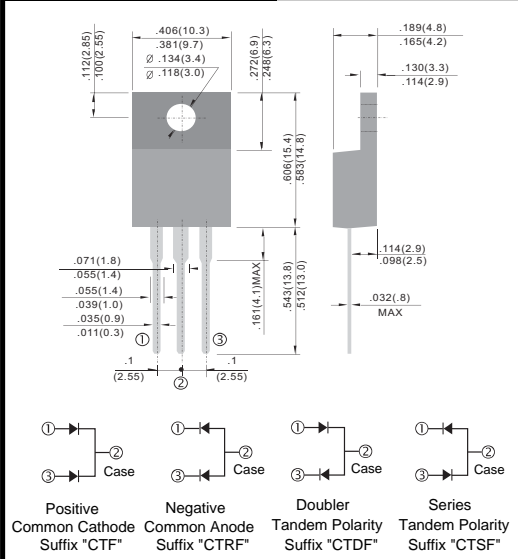 .406(10.3)
.381(9.7)
Ø .134(3.4)
Ø .118(3.0)
.112(2.85)
.100(2.55)
.272(6.9)
.248(6.3)
.189(4.8)
.165(4.2)
.130(3.3)
.114(2.9)
.606(15.4)
.583(14.8)
.071(1.8)
.055(1.4)
.055(1.4)
.039(1.0)
.035(0.9)
.011(0.3)
.161(4.1)MAX
.543(13.8)
.512(13.0)
.114(2.9)
.098(2.5)
.032(.8)
MAX
① ③
.1 .1
(2.55) ② (2.55)
① ② ③ Case
① ② ③ Case
① ② ③ Case
① ② ③ Case
Positive
Common Cathode
Suffix "CTF"
Negative
Common Anode
Suffix "CTRF"
Doubler
Tandem Polarity
Suffix "CTDF"
Series
Tandem Polarity
Suffix "CTSF"